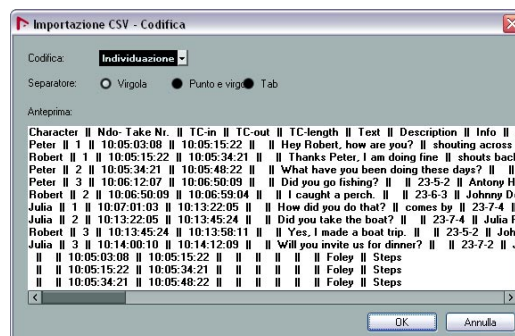 Importazione CSV - Codifica
Codifica: Individuazione
Separatore: Virgola Punto e virgo Tab
Anteprima:
Character || Ndo- Take Nr. || TC-in || TC-out || TC-length || Text || Description || Info ||
Peter || 1 || 10:05:03:08 || 10:05:15:22 || || Hey Robert, how are you? || shouting across
Robert || 1 || 10:05:15:22 || 10:05:34:21 || || Thanks Peter, I am doing fine || shouts back
Peter || 2 || 10:05:34:21 || 10:05:48:22 || || What have you been doing these days? || ||
Peter || 3 || 10:06:12:07 || 10:06:50:09 || || Did you go fishing? || || 23-5-2 || Antony H
Robert || 2 || 10:06:50:09 || 10:06:59:04 || || I caught a perch. || || 23-6-3 || Johnny D
Julia || 1 || 10:07:01:03 || 10:13:22:05 || || How did you do that? || comes by || 23-7-4 ||
Julia || 2 || 10:13:22:05 || 10:13:45:24 || || Did you take the boat? || || 23-7-4 || Julia F
Robert || 3 || 10:13:45:24 || 10:13:58:11 || || Yes, I made a boat trip. || || 23-5-2 || Joh
Julia || 3 || 10:14:00:10 || 10:14:12:09 || || Will you invite us for dinner? || || 23-7-2 || J
|| || 10:05:03:08 || 10:05:15:22 || || || || || Foley || Steps
|| || 10:05:15:22 || 10:05:34:21 || || || || || Foley || Steps
|| || 10:05:34:21 || 10:05:48:22 || || || || || Foley || Steps
OK Annulla